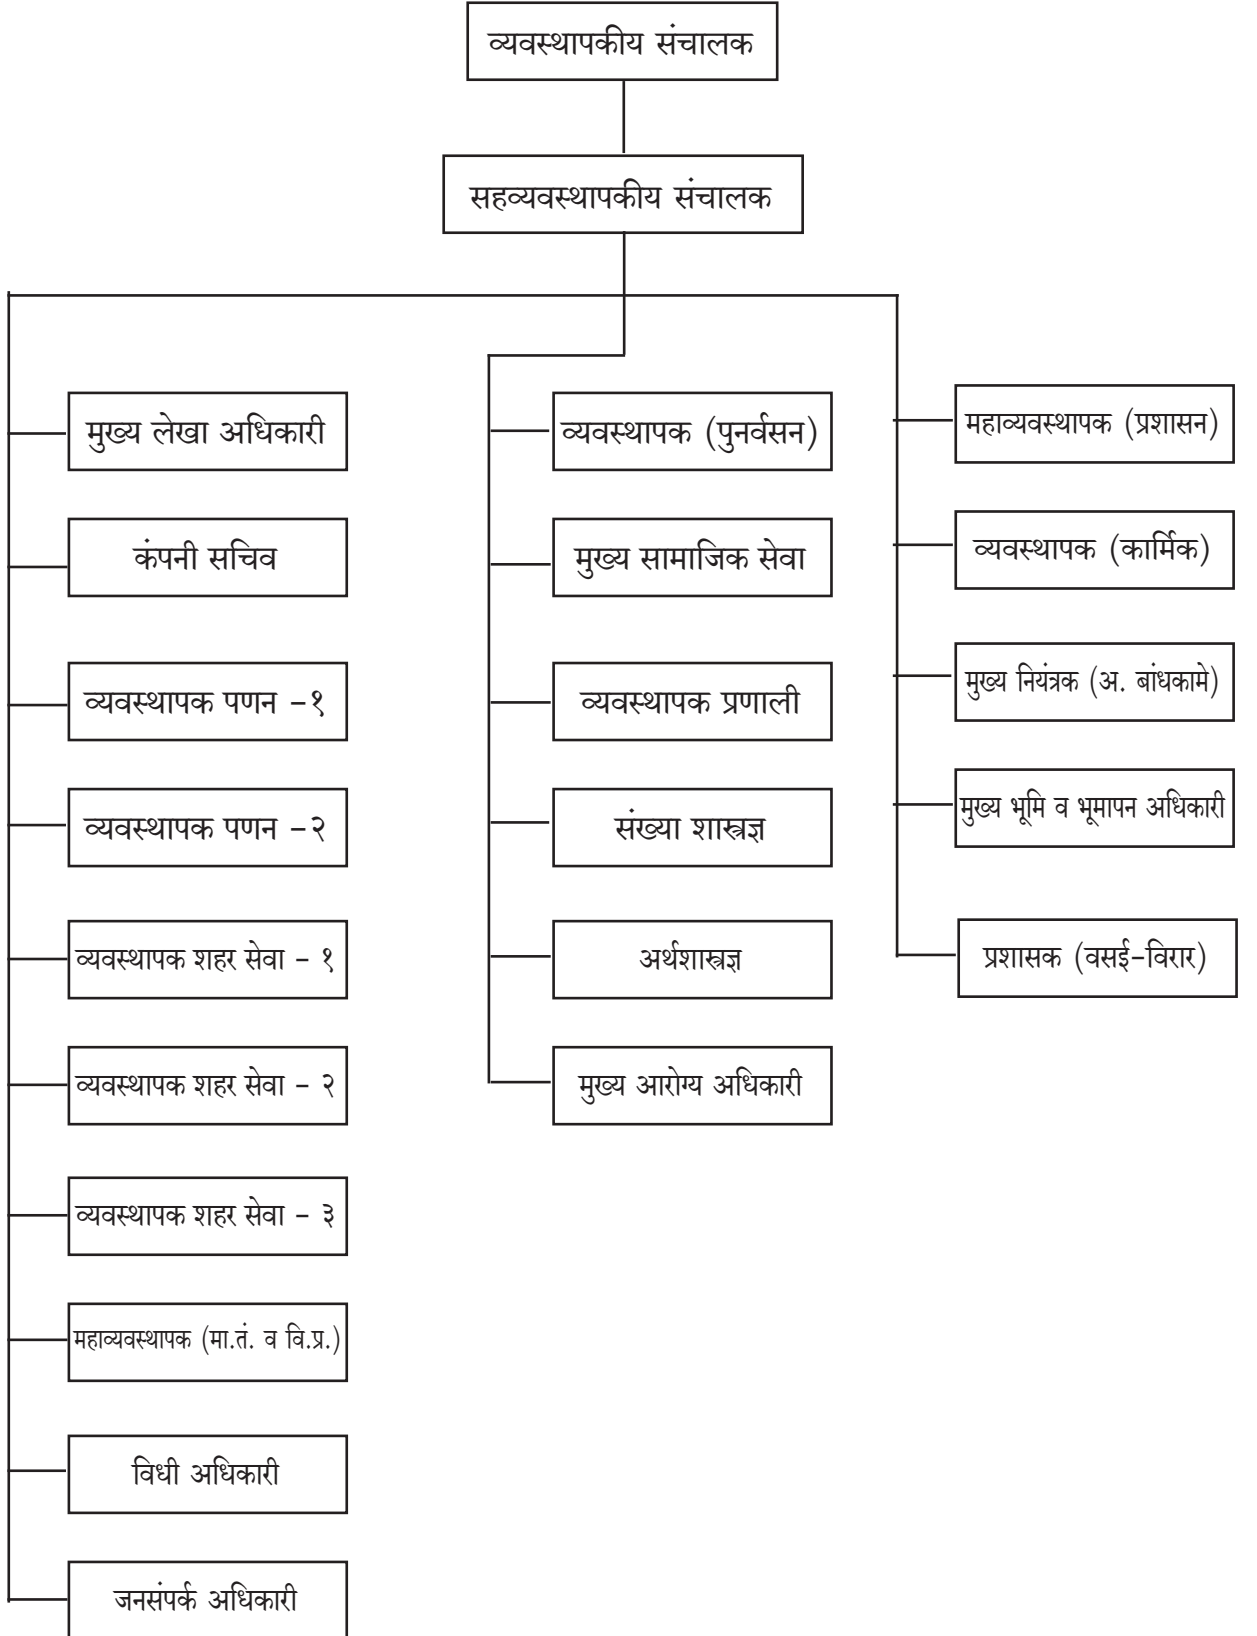 व्यवस्थापकीय संचालक
सहव्यवस्थापकीय संचालक
मुख्य लेखा अधिकारी
कंपनी सचिव
व्यवस्थापक पणन -१
व्यवस्थापक पणन -२
व्यवस्थापक शहर सेवा - १
व्यवस्थापक शहर सेवा - २
व्यवस्थापक शहर सेवा - ३
महाव्यवस्थापक (मा.तं. व वि.प्र.)
विधी अधिकारी
जनसंपर्क अधिकारी
व्यवस्थापक (पुनर्वसन)
मुख्य सामाजिक सेवा
व्यवस्थापक प्रणाली
संख्या शास्त्रज्ञ
अर्थशास्त्रज्ञ
मुख्य आरोग्य अधिकारी
महाव्यवस्थापक (प्रशासन)
व्यवस्थापक (कार्मिक)
मुख्य नियंत्रक (अ. बांधकामे)
मुख्य भूमि व भूमापन अधिकारी
प्रशासक (वसई-विरार)